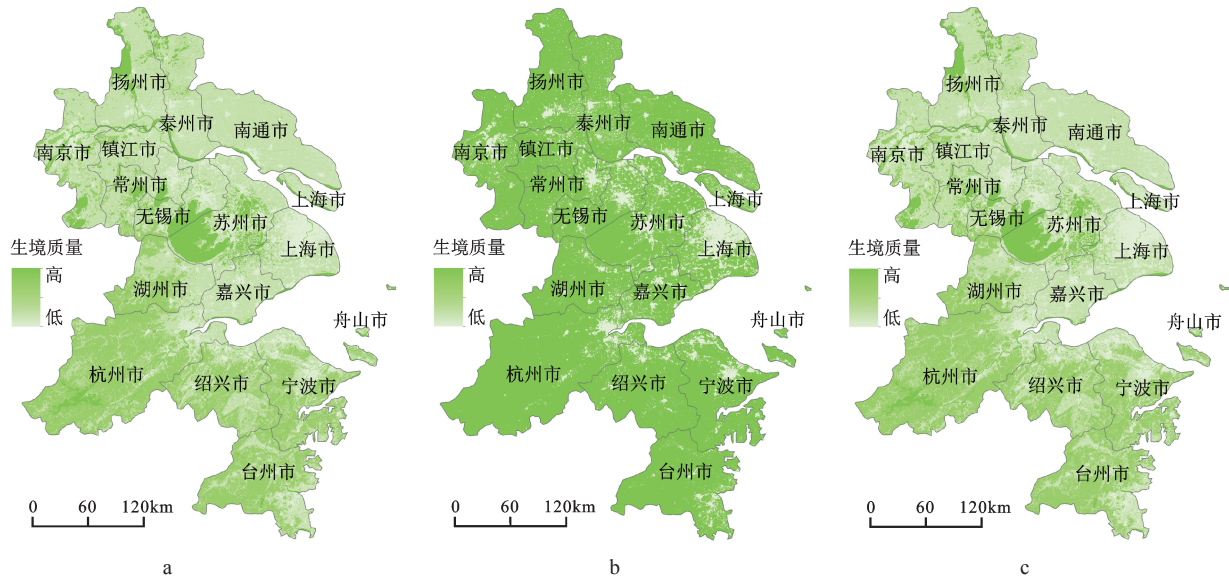 扬州市
泰州市
南通市
南京市
镇江市
常州市
上海市
无锡市
苏州市
上海市
生境质量
高
低
湖州市
嘉兴市
舟山市
杭州市
绍兴市
宁波市
台州市
0 60 120km
a
扬州市
泰州市
南通市
南京市
镇江市
常州市
上海市
无锡市
苏州市
上海市
生境质量
高
低
湖州市
嘉兴市
舟山市
杭州市
绍兴市
宁波市
台州市
0 60 120km
b
扬州市
泰州市
南通市
南京市
镇江市
常州市
上海市
无锡市
苏州市
上海市
生境质量
高
低
湖州市
嘉兴市
舟山市
杭州市
绍兴市
宁波市
台州市
0 60 120km
c